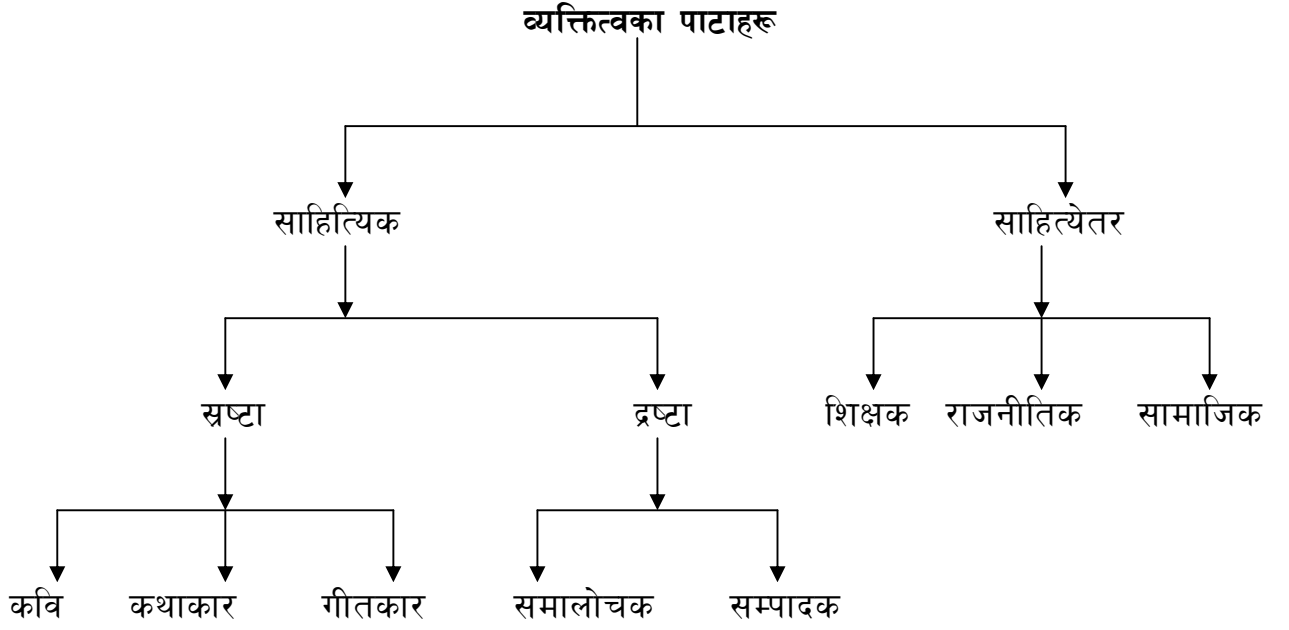 व्यक्तित्वका पाटाहरू
साहित्यिक साहित्येतर
स्रष्टा द्रष्टा शिक्षक राजनीतिक सामाजिक
कवि कथाकार गीतकार समालोचक सम्पादक